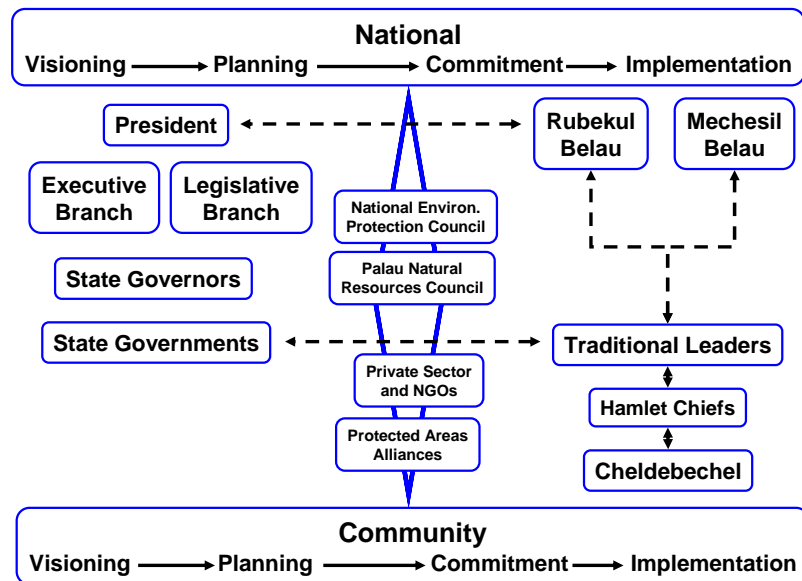 National
Visioning Planning Commitment Implementation
President
Rubekul
Belau
Mechesil
Belau
Executive
Branch
Legislative
Branch
National Environ.
Protection Council
Palau Natural
Resources Council
State Governors
State Governments
Traditional Leaders
Private Sector
and NGOs
Hamlet Chiefs
Protected Areas
Alliances
Cheldebechel
Community
Visioning Planning Commitment Implementation